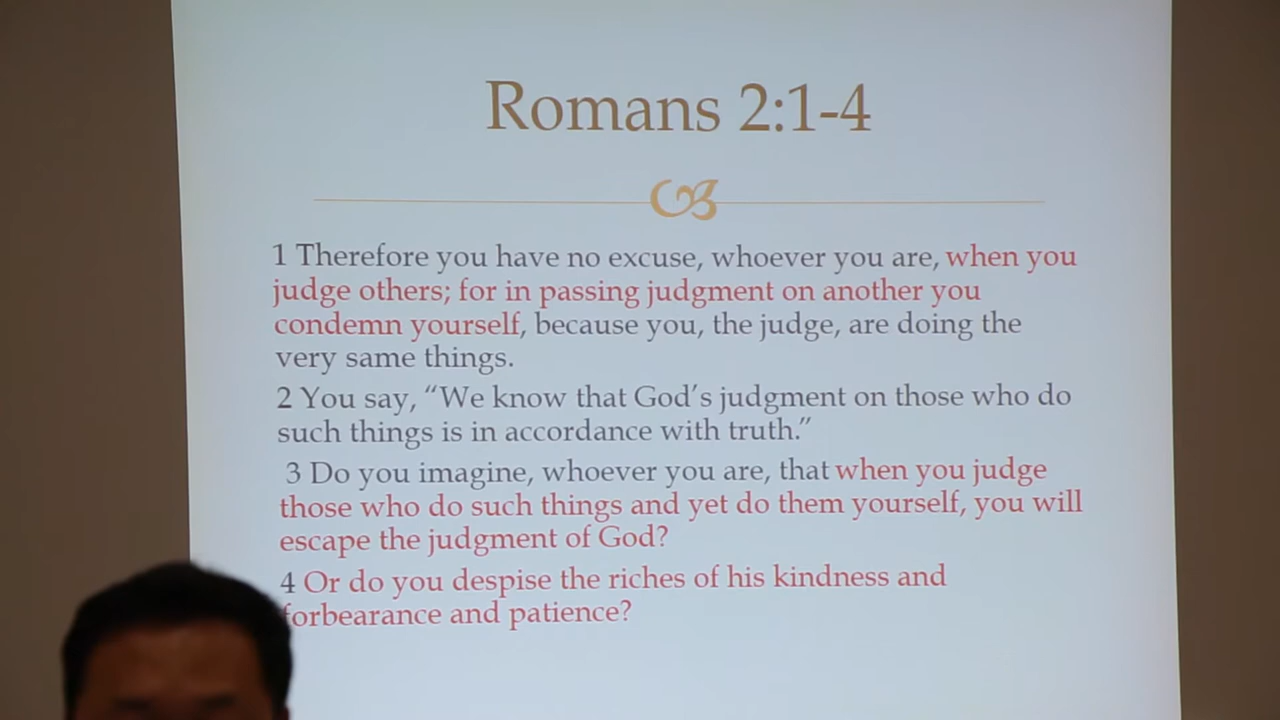 Romans 2:1-4
1 Therefore you have no excuse, whoever you are, when you
judge others; for in passing judgment on another you
condemn yourself, because you, the judge, are doing the
very same things.
2 You say, “We know that God’s judgment on those who do
such things is in accordance with truth.”
3 Do you imagine, whoever you are, that when you judge
those who do such things and yet do them yourself, you will
escape the judgment of God?
4 Or do you despise the riches of his kindness and
forbearance and patience?